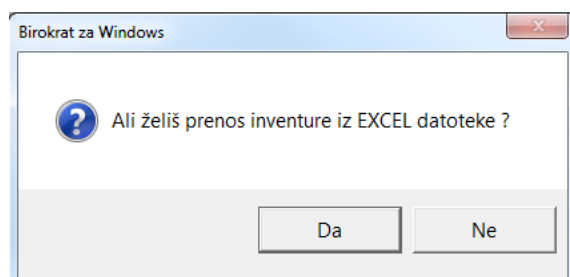 Birokrat za Windows
Ali želiš prenos inventure iz EXCEL datoteke ?
Da
Ne